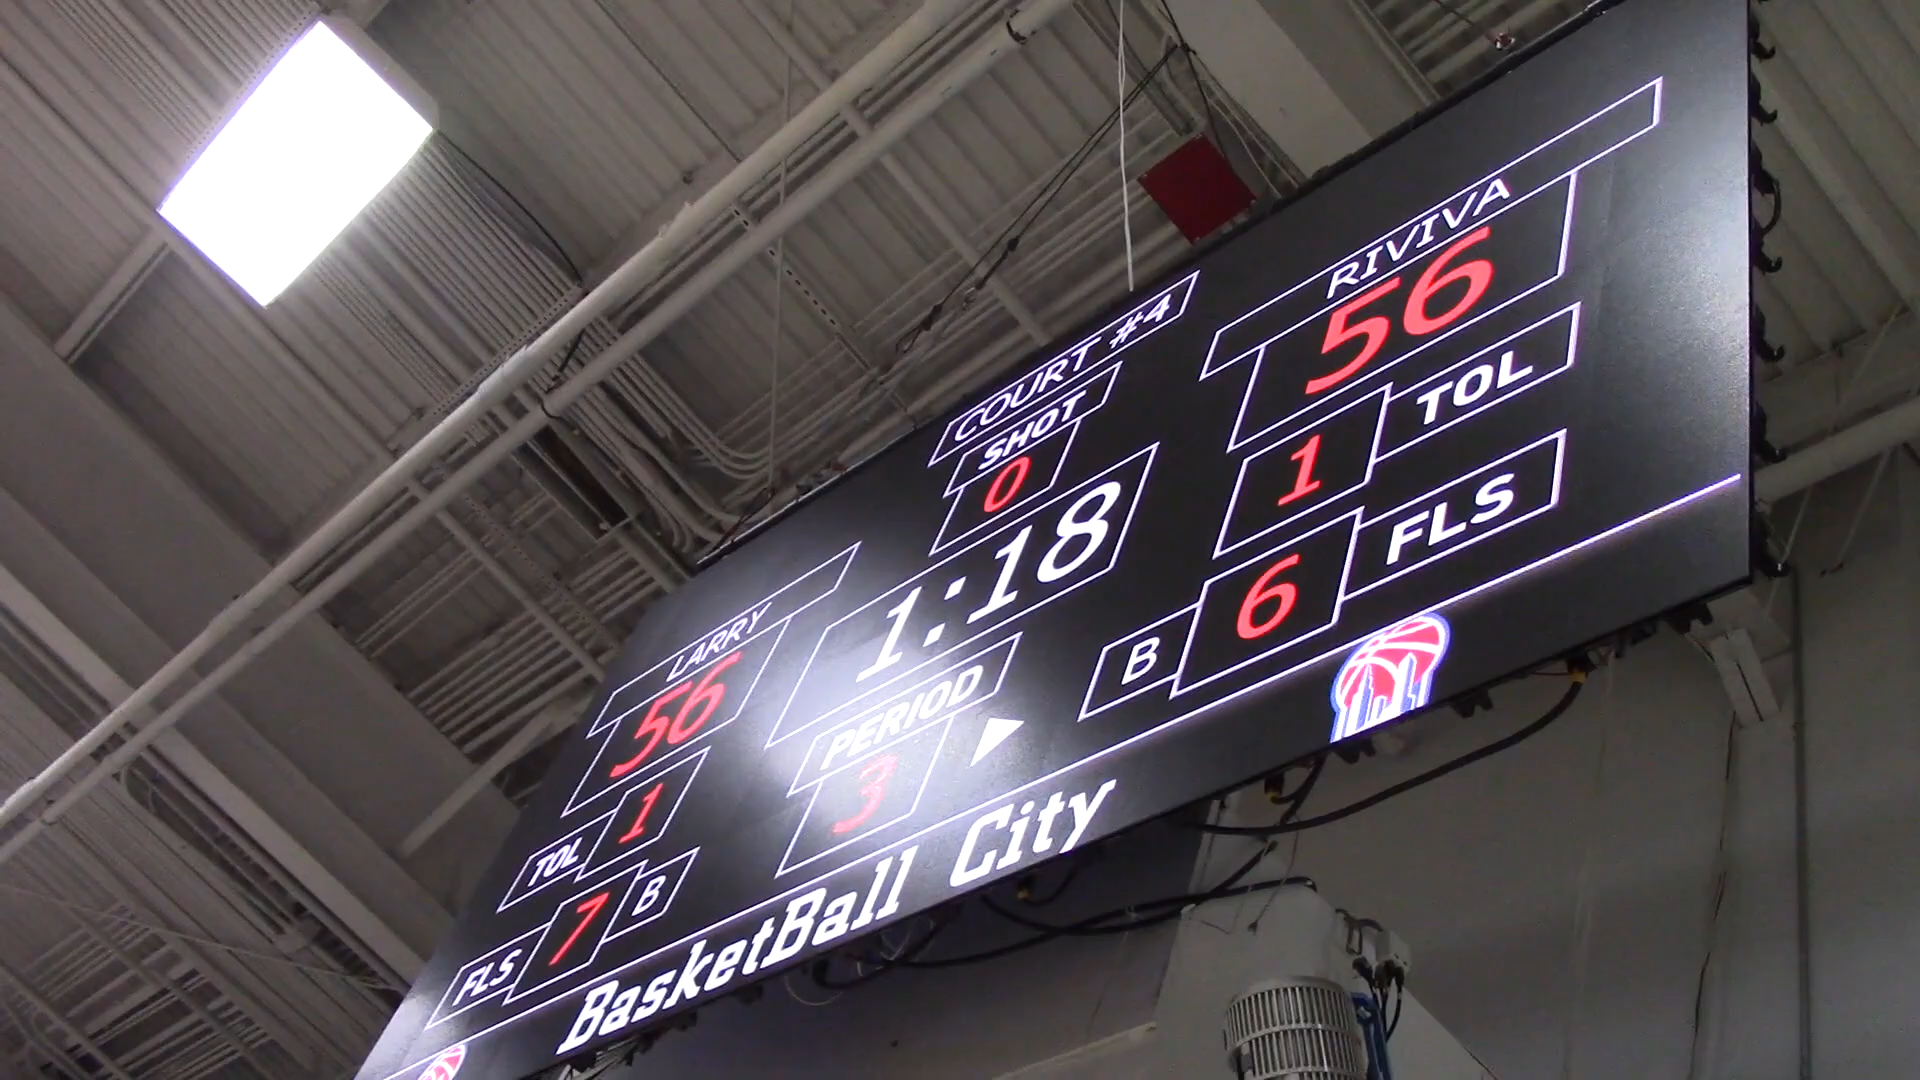 COURT #4
SHOT
0
1:18
PERIOD
3
LARRY
56
TOL 1
FLS 7 B
RIVIVA
56
1 TOL
B 6 FLS
BasketBall City